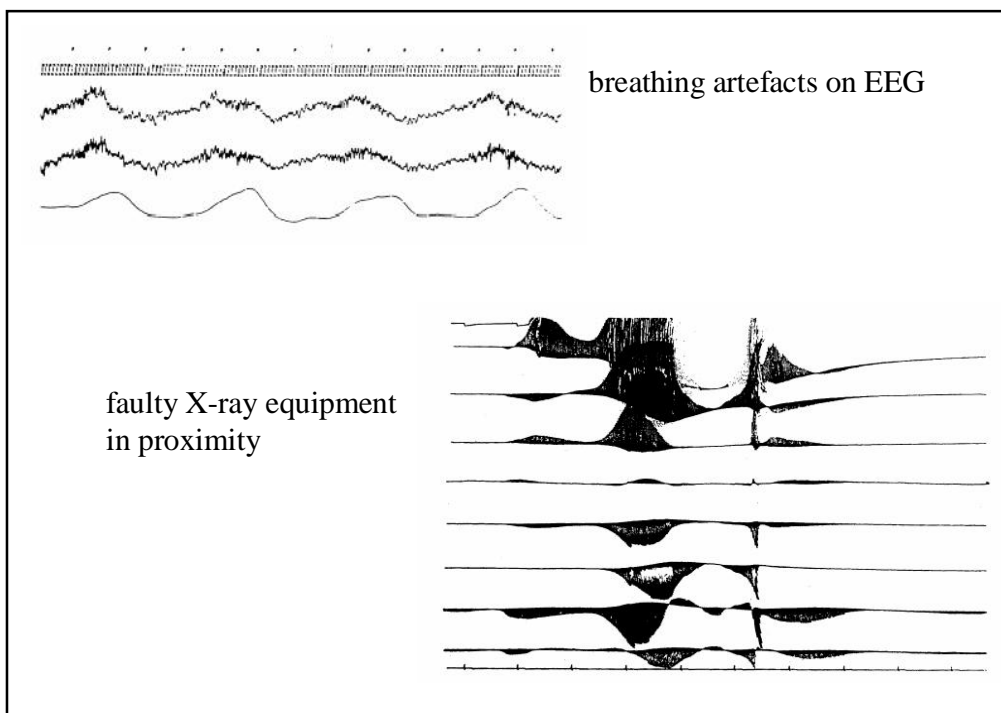 breathing artefacts on EEG
faulty X-ray equipment
in proximity